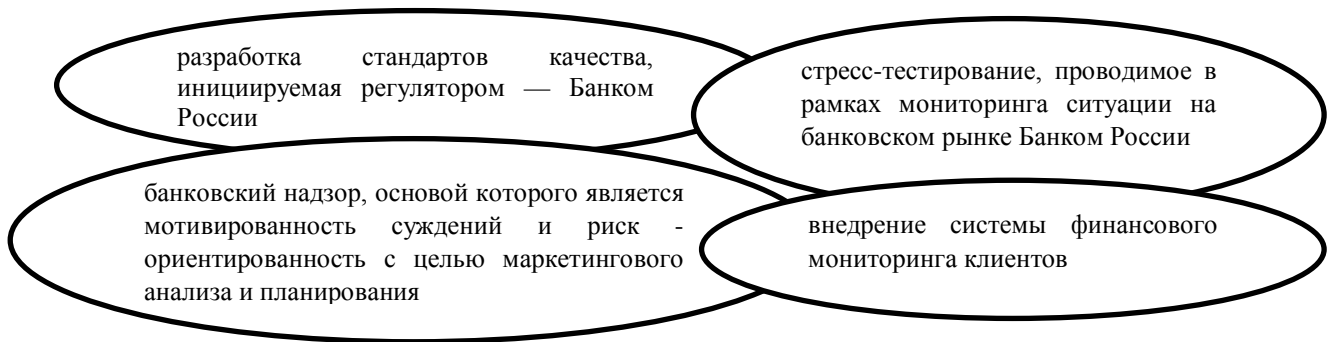 разработка стандартов качества,
инициируемая регулятором — Банком
России
стресс-тестирование, проводимое в
рамках мониторинга ситуации на
банковском рынке Банком России
банковский надзор, основой которого является
мотивированность суждений и риск -
ориентированность с целью маркетингового
анализа и планирования
внедрение системы финансового
мониторинга клиентов